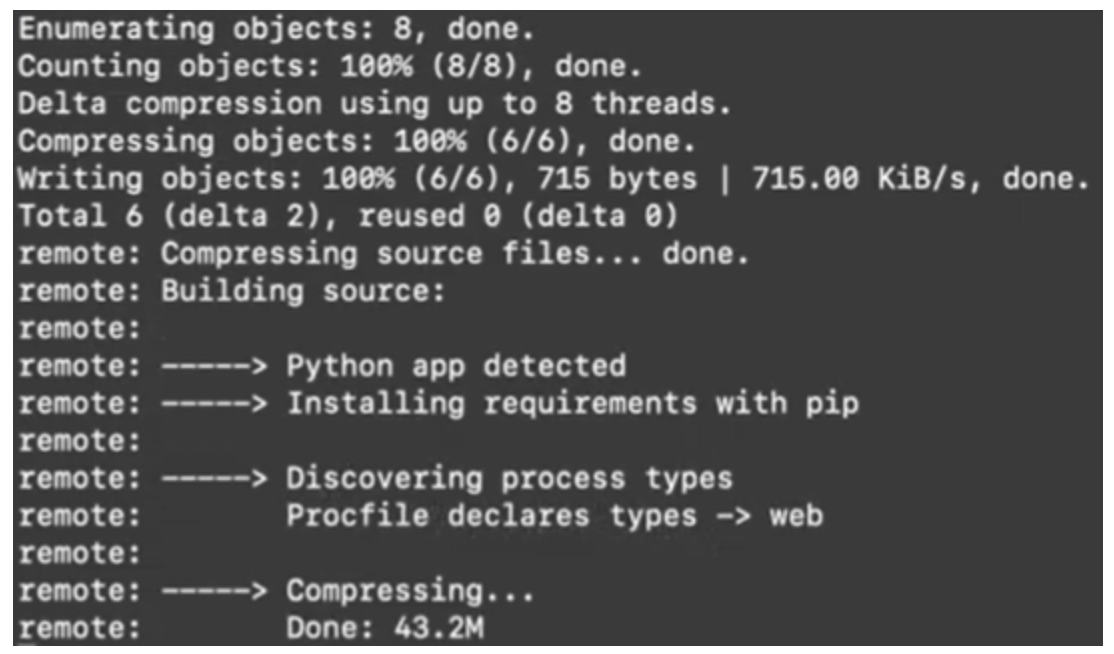 Enumerating objects: 8, done.
Counting objects: 100% (8/8), done.
Delta compression using up to 8 threads.
Compressing objects: 100% (6/6), done.
Writing objects: 100% (6/6), 715 bytes | 715.00 KiB/s, done.
Total 6 (delta 2), reused 0 (delta 0)
remote: Compressing source files... done.
remote: Building source:
remote:
remote: -----> Python app detected
remote: -----> Installing requirements with pip
remote:
remote: -----> Discovering process types
remote:        Procfile declares types -> web
remote:
remote: -----> Compressing...
remote:        Done: 43.2M